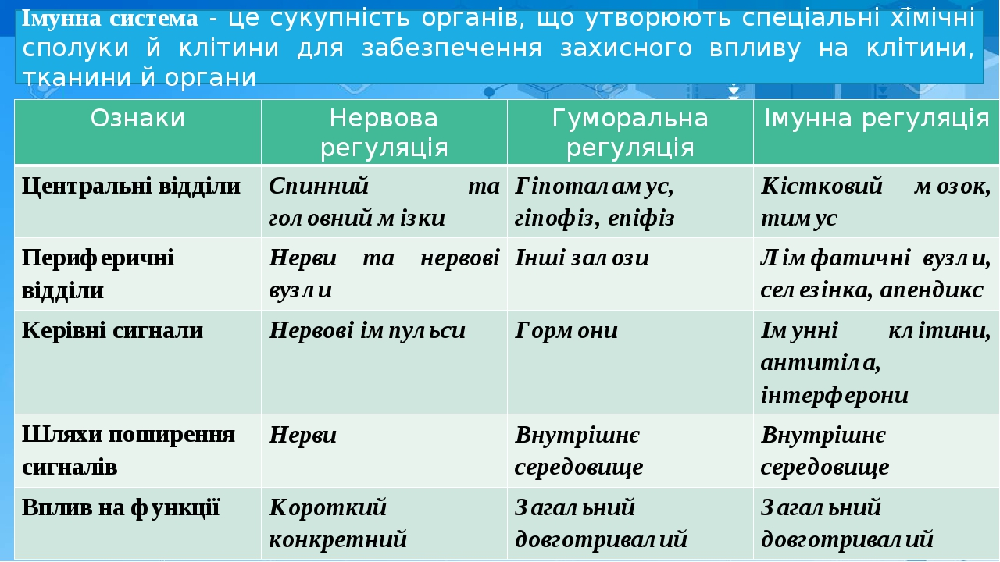 Імунна система - це сукупність органів, що утворюють спеціальні хімічні
сполуки й клітини для забезпечення захисного впливу на клітини,
тканини й органи
Ознаки
Нервова
регуляція
Гуморальна
регуляція
Імунна регуляція
Центральні відділи
Спинний та
головний мізки
Гіпоталамус,
гіпофіз, епіфіз
Кістковий мозок,
тимус
Периферичні
відділи
Нерви та нервові
вузли
Інші залози
Лімфатичні вузли,
селезінка, апендикс
Керівні сигнали
Нервові імпульси
Гормони
Імунні клітини,
антитіла,
інтерферони
Шляхи поширення
сигналів
Нерви
Внутрішнє
середовище
Внутрішнє
середовище
Вплив на функції
Короткий
конкретний
Загальний
довготривалий
Загальний
довготривалий